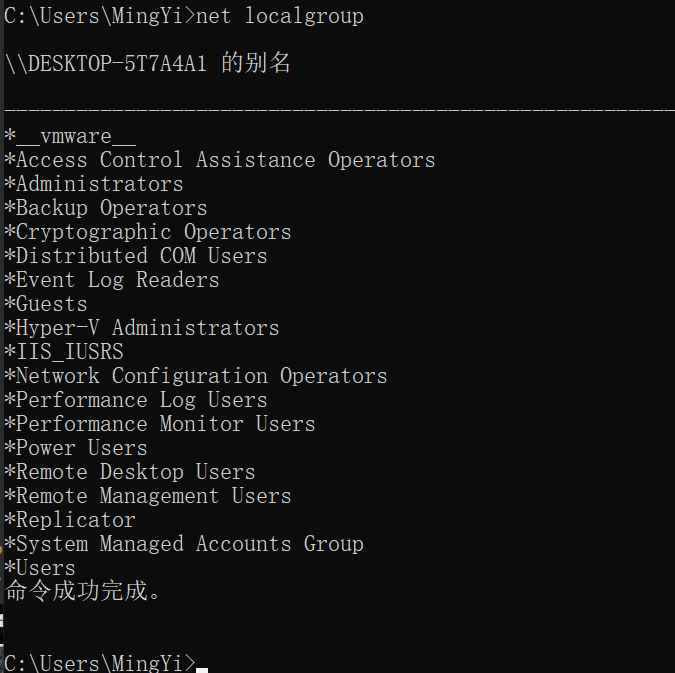 C:\Users\MingYi>net localgroup
\\DESKTOP-5T7A4A1 的别名
-------------------------------------------------------
*__vmware__
*Access Control Assistance Operators
*Administrators
*Backup Operators
*Cryptographic Operators
*Distributed COM Users
*Event Log Readers
*Guests
*Hyper-V Administrators
*IIS_IUSRS
*Network Configuration Operators
*Performance Log Users
*Performance Monitor Users
*Power Users
*Remote Desktop Users
*Remote Management Users
*Replicator
*System Managed Accounts Group
*Users
命令成功完成。
C:\Users\MingYi>